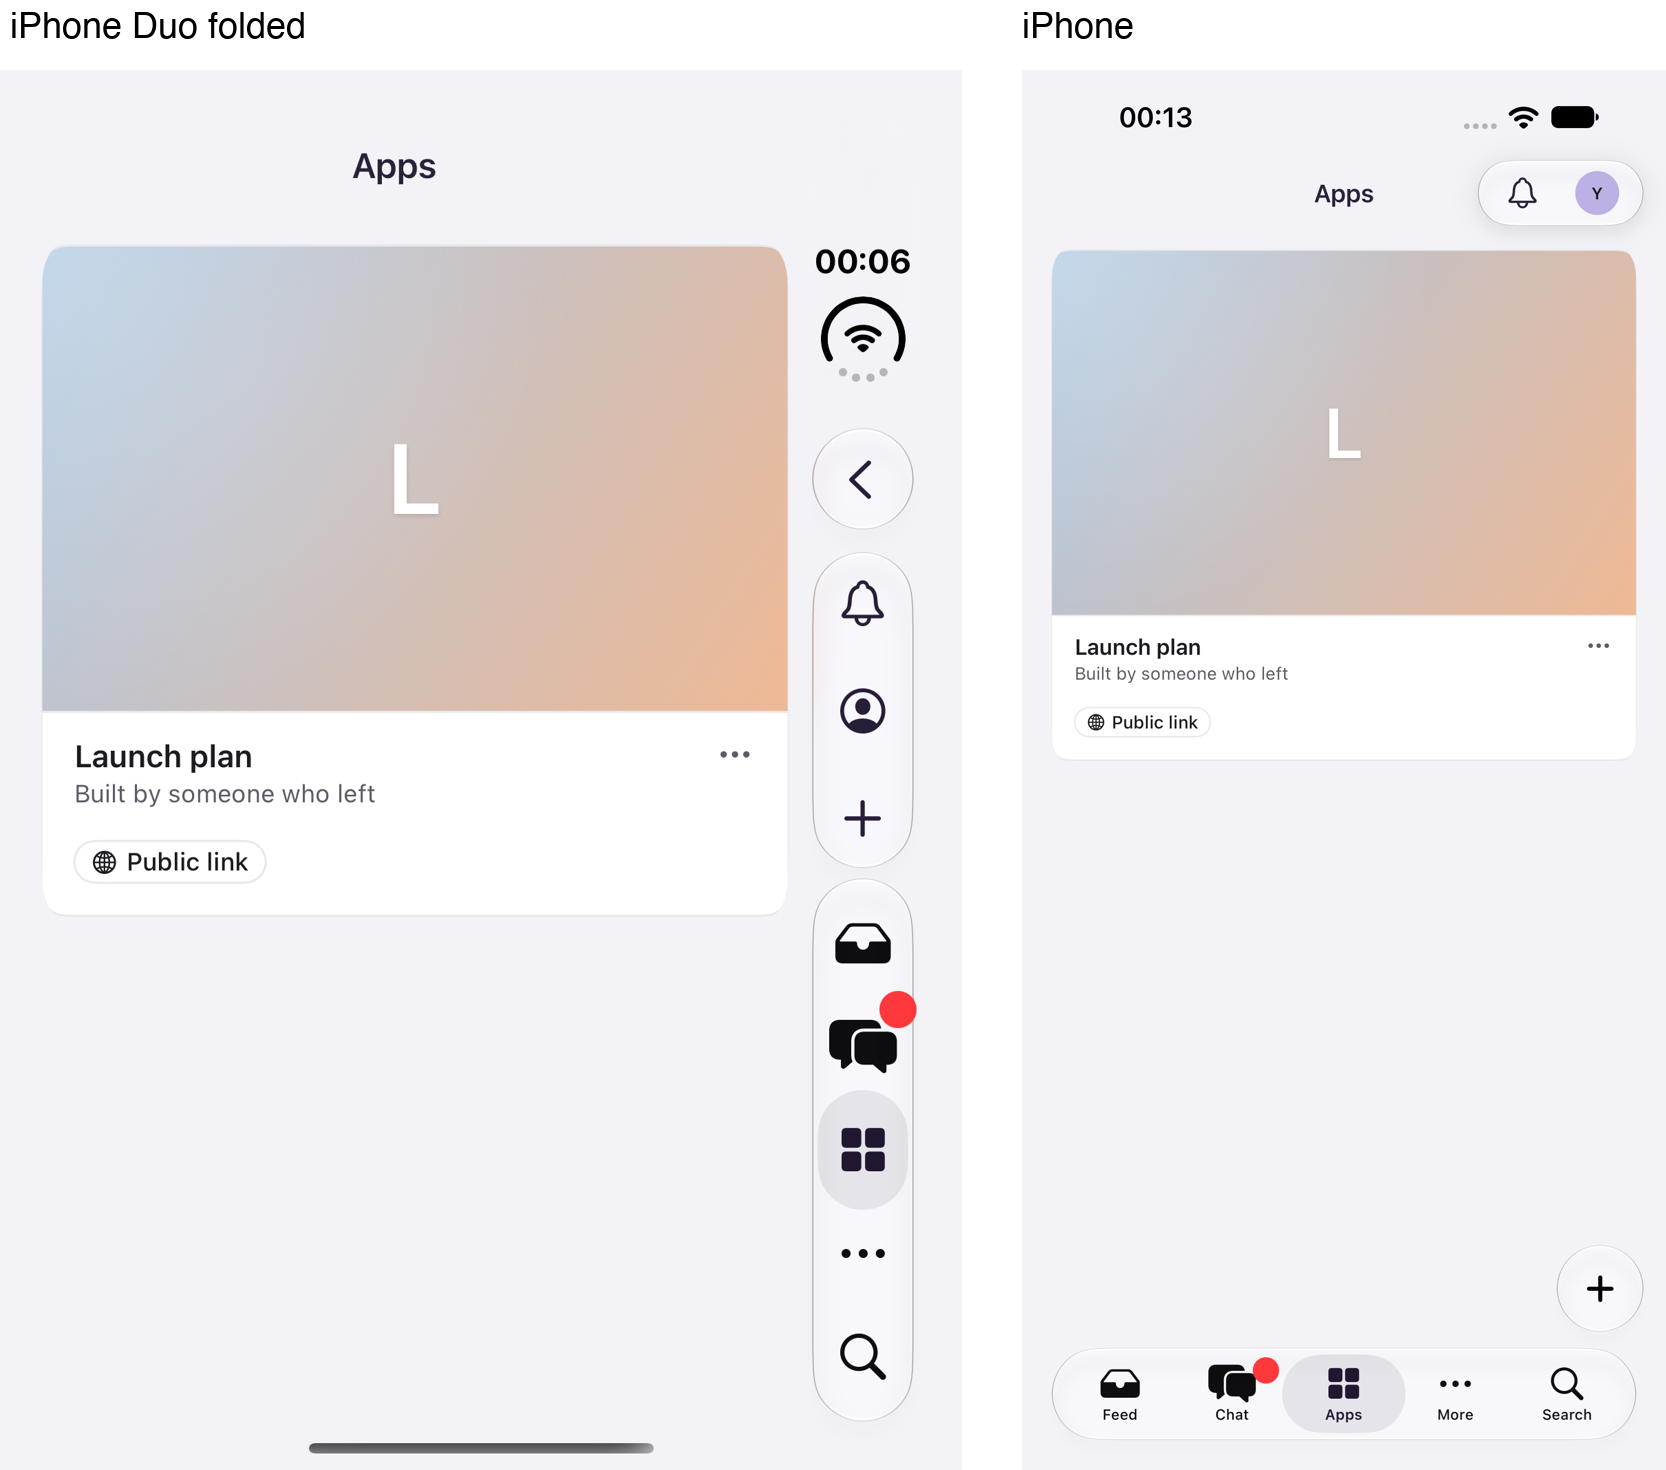 iPhone Duo folded
Apps
00:06
L
Launch plan
Built by someone who left
Public link
iPhone
00:13
Apps
Y
L
Launch plan
Built by someone who left
Public link
Feed
Chat
Apps
More
Search